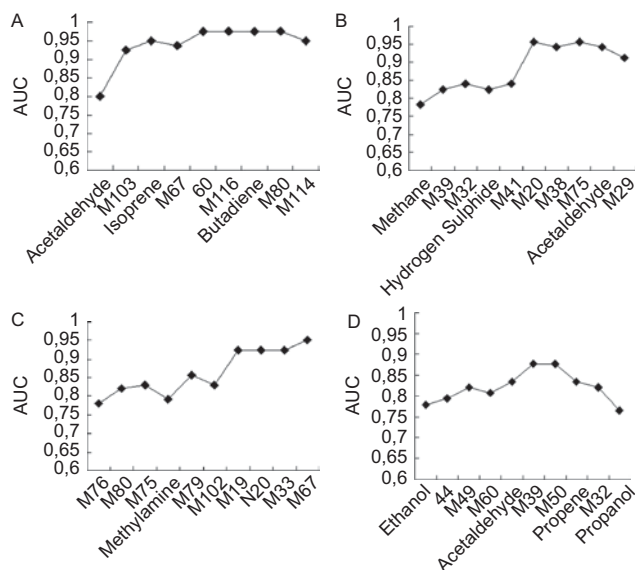 A
AUC
1
0,95
0,9
0,85
0,8
0,75
0,7
0,65
0,6
Acetaldehyde
M103
Isoprene
M67
60
M116
Butadiene
M80
M114
B
AUC
1
0,95
0,9
0,85
0,8
0,75
0,7
0,65
0,6
Methane
M39
M32
Hydrogen Sulphide
M41
M20
M38
M75
Acetaldehyde
M29
C
AUC
1
0,95
0,9
0,85
0,8
0,75
0,7
0,65
0,6
M76
M80
M75
Methylamine
M79
M102
M19
N20
M33
M67
D
AUC
1
0,95
0,9
0,85
0,8
0,75
0,7
0,65
0,6
Ethanol
44
M49
M60
Acetaldehyde
M39
M50
Propene
M32
Propanol